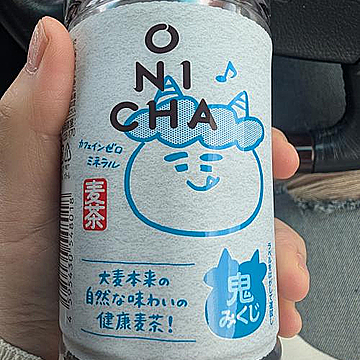 O
NI
CHA
カフェインゼロ
ミネラル
麦茶
大麦本来の
自然な味わいの
健康麦茶!
鬼
みくじ